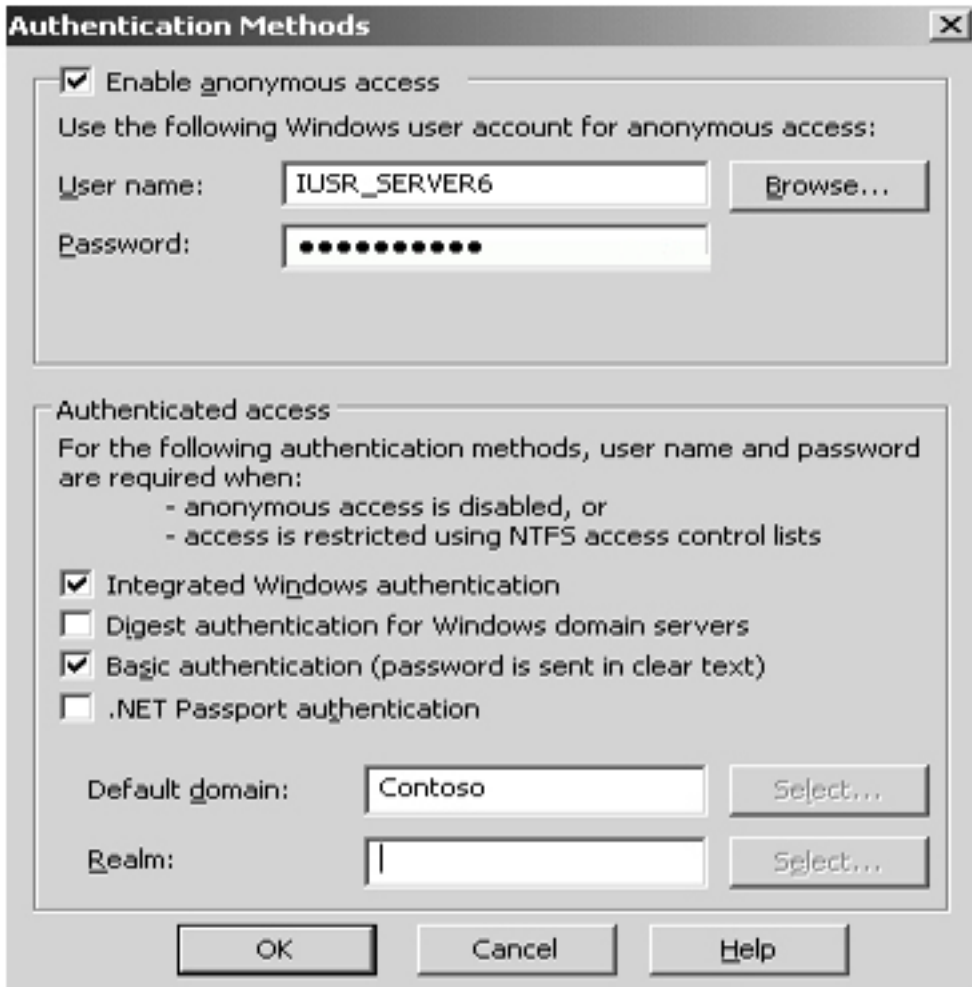 Authentication Methods
Enable anonymous access
Use the following Windows user account for anonymous access:
User name: IUSR_SERVER6 Browse...
Password: ●●●●●●●●●●
Authenticated access
For the following authentication methods, user name and password
are required when:
- anonymous access is disabled, or
- access is restricted using NTFS access control lists
Integrated Windows authentication
Digest authentication for Windows domain servers
Basic authentication (password is sent in clear text)
.NET Passport authentication
Default domain: Contoso Select...
Realm: Select...
OK Cancel Help